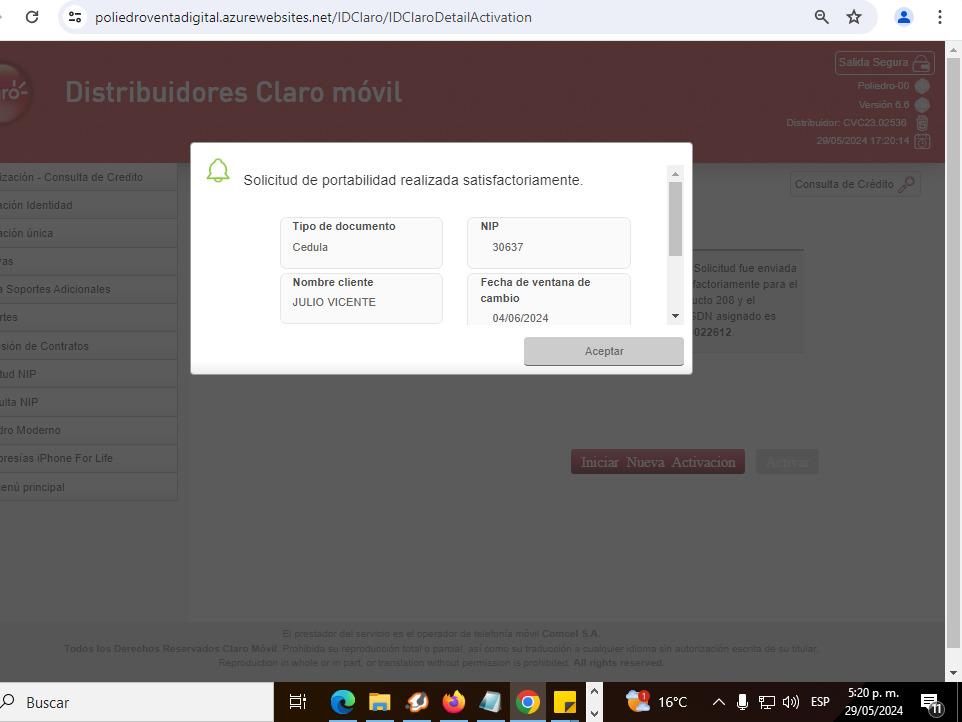 poliedroventadigital.azurewebsites.net/IDClaro/IDClaroDetailActivation
Salida Segura
Distribuidores Claro móvil
Poliedro-00
Versión 6.6
Distribuidor: CVC23.02536
29/05/2024 17:20:14
ización - Consulta de Credito
ación Identidad
ación única
vas
a Soportes Adicionales
rtes
sión de Contratos
tud NIP
ulta NIP
dro Moderno
presías iPhone For Life
enú principal
Consulta de Crédito
Solicitud de portabilidad realizada satisfactoriamente.
Tipo de documento
Cedula
NIP
30637
Nombre cliente
JULIO VICENTE
Fecha de ventana de
cambio
04/06/2024
Aceptar
Solicitud fue enviada
factoriamente para el
ucto 208 y el
SDN asignado es
022612.
Iniciar Nueva Activacion
Activar
El prestador del servicio es el operador de telefonía móvil Comcel S.A.
Todos los Derechos Reservados Claro Móvil. Prohibida su reproducción total o parcial, así como su traducción a cualquier idioma sin autorización escrita de su titular.
Reproduction in whole or in part, or translation without permission is prohibited. All rights reserved.
Buscar
1
16°C
ESP
5:20 p. m.
29/05/2024
11